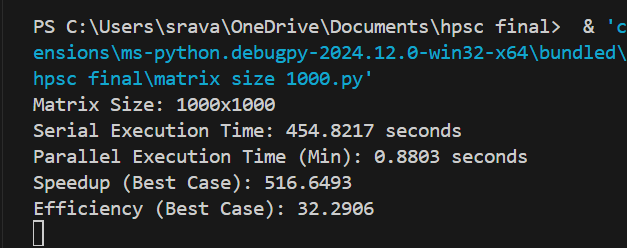 PS C:\Users\srava\OneDrive\Documents\hpsc final>  & 'c
ensions\ms-python.debugpy-2024.12.0-win32-x64\bundled\
hpsc final\matrix size 1000.py'
Matrix Size: 1000x1000
Serial Execution Time: 454.8217 seconds
Parallel Execution Time (Min): 0.8803 seconds
Speedup (Best Case): 516.6493
Efficiency (Best Case): 32.2906